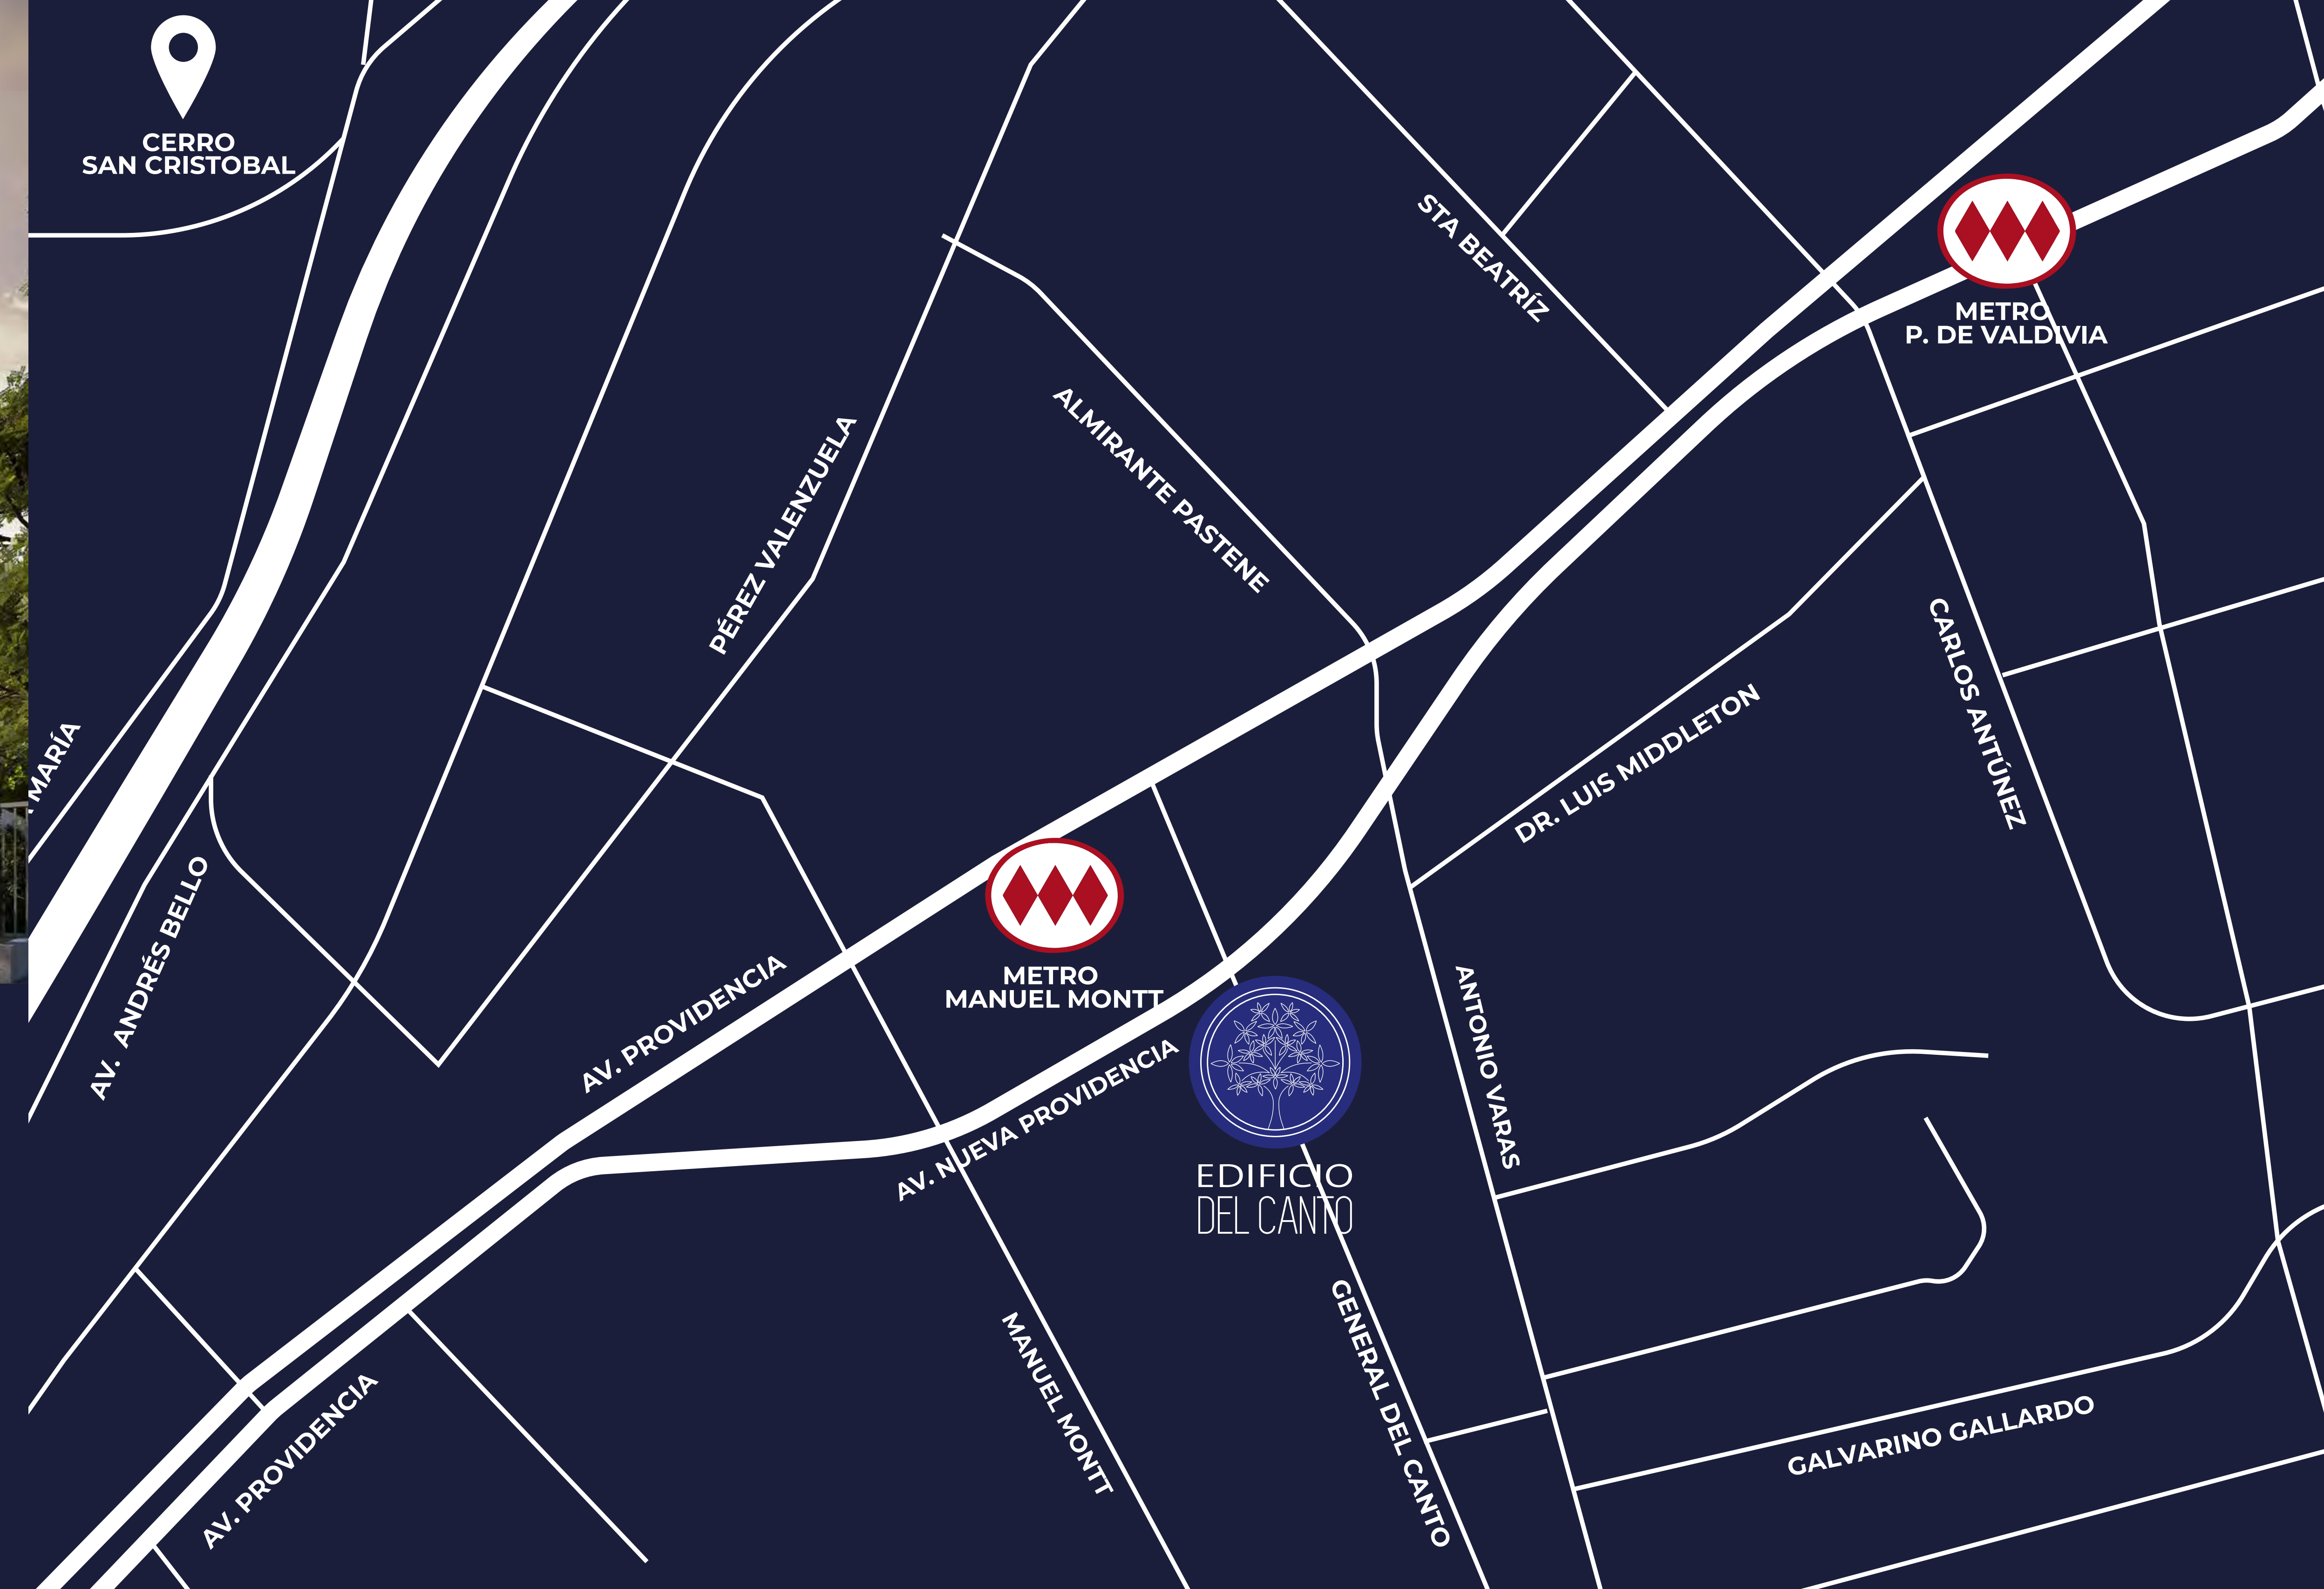 CERRO
SAN CRISTOBAL
STA BEATRÍZ
METRO
P. DE VALDIVIA
ALMIRANTE PASTENE
PÉREZ VALENZUELA
CARLOS ANTÚNEZ
DR. LUIS MIDDLETON
MARÍA
AV. ANDRÉS BELLO
AV. PROVIDENCIA
METRO
MANUEL MONTT
AV. NUEVA PROVIDENCIA
ANTONIO VARAS
EDIFICIO
DEL CANTO
MANUEL MONTT
GENERAL DEL CANTO
GALVARINO GALLARDO
AV. PROVIDENCIA